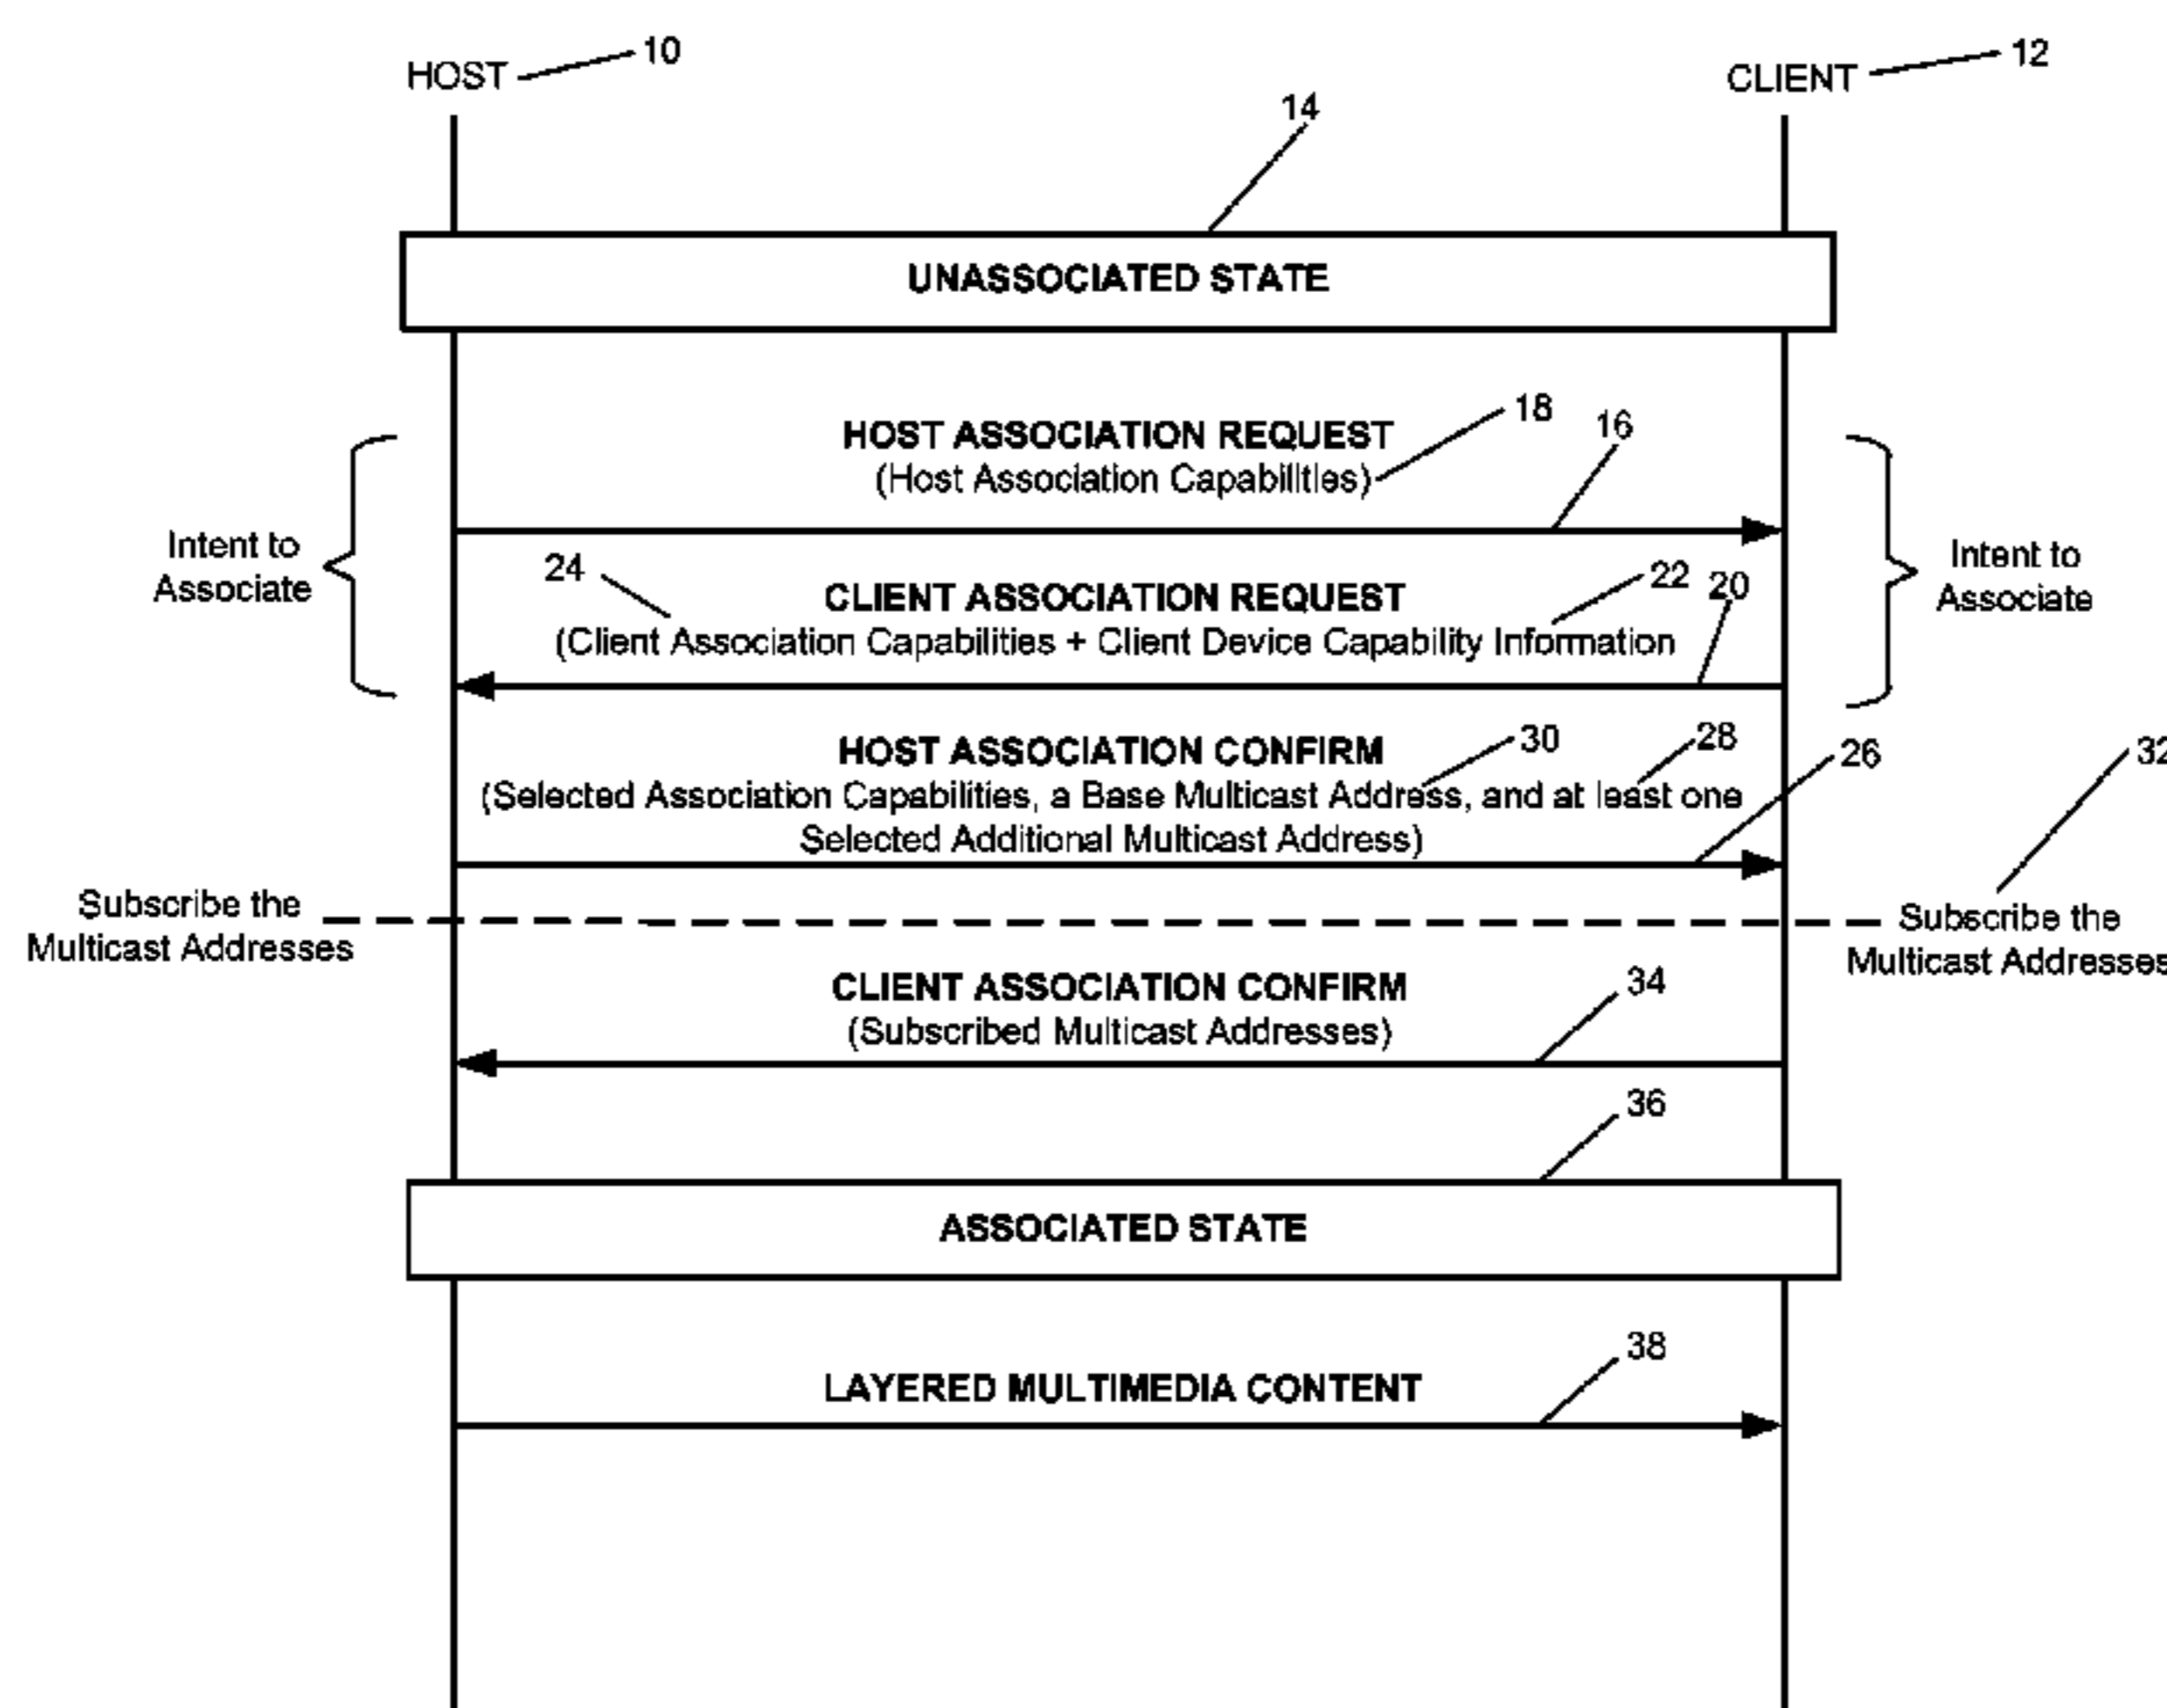 HOST
10
CLIENT
12
14
UNASSOCIATED STATE
HOST ASSOCIATION REQUEST
18
16
(Host Association Capabilities)
Intent to
Associate
Intent to
Associate
24
CLIENT ASSOCIATION REQUEST
22
20
(Client Association Capabilities + Client Device Capability Information
HOST ASSOCIATION CONFIRM
30
28
26
32
(Selected Association Capabilities, a Base Multicast Address, and at least one
Selected Additional Multicast Address)
Subscribe the
Multicast Addresses
Subscribe the
Multicast Addresses
CLIENT ASSOCIATION CONFIRM
34
(Subscribed Multicast Addresses)
36
ASSOCIATED STATE
38
LAYERED MULTIMEDIA CONTENT